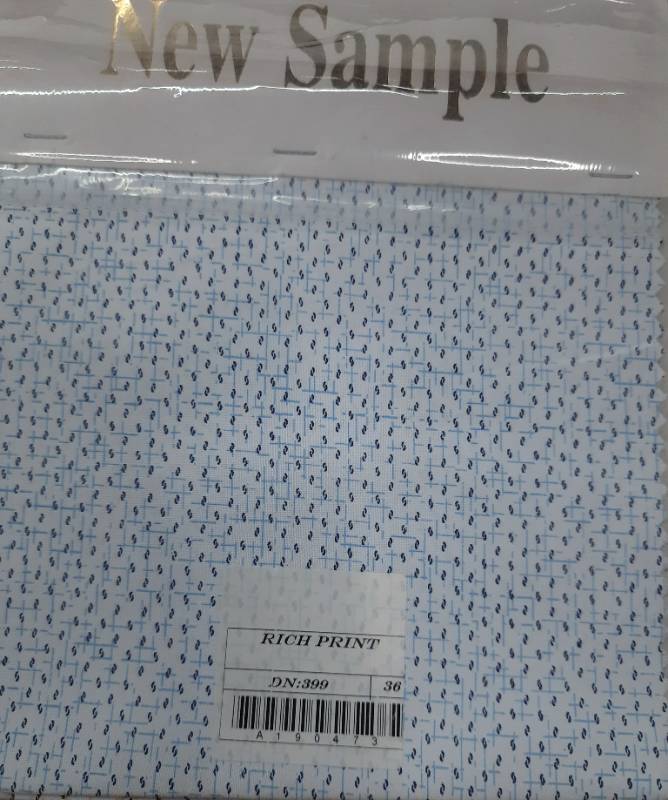 New Sample
RICH PRINT
DN:399 36
A190473